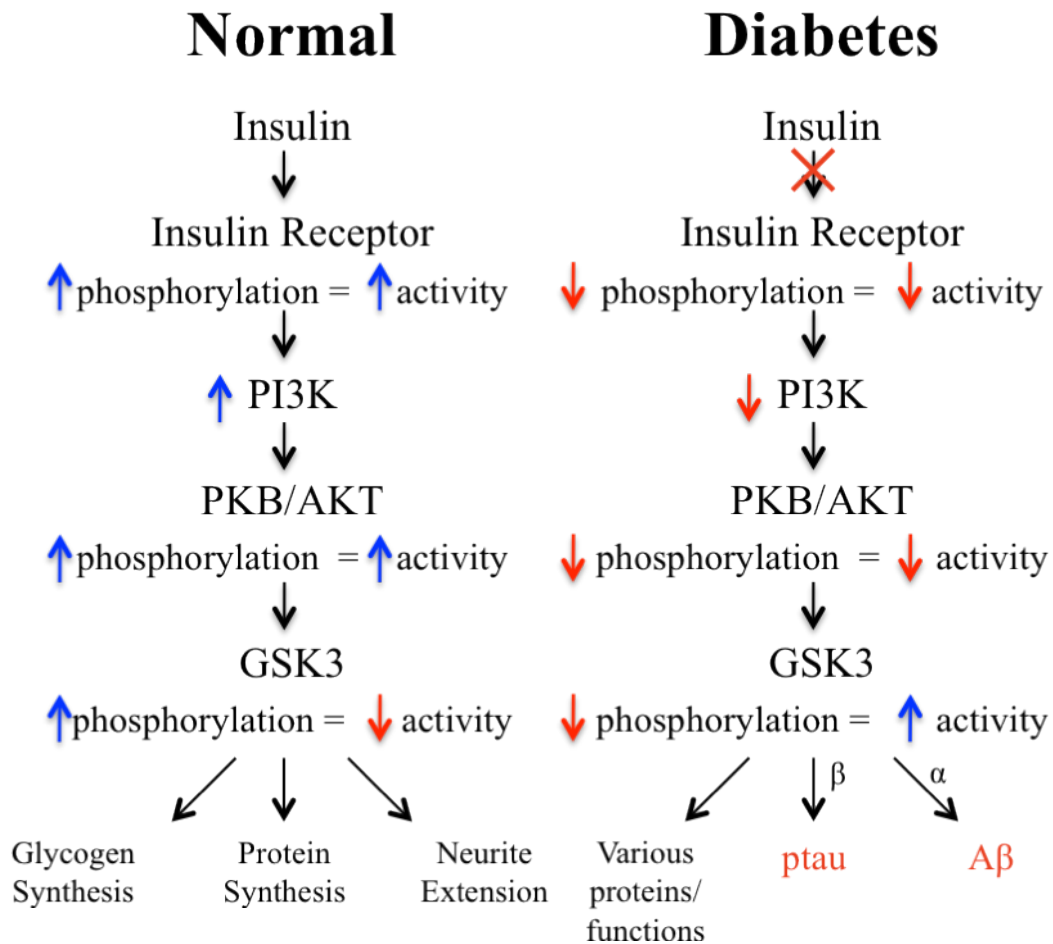 Normal
Insulin
Insulin Receptor
phosphorylation = activity
PI3K
PKB/AKT
phosphorylation = activity
GSK3
phosphorylation = activity
Glycogen
Synthesis
Protein
Synthesis
Neurite
Extension
Diabetes
Insulin
Insulin Receptor
phosphorylation = activity
PI3K
PKB/AKT
phosphorylation = activity
GSK3
phosphorylation = activity
β
α
Various
proteins/
functions
ptau
Aβ